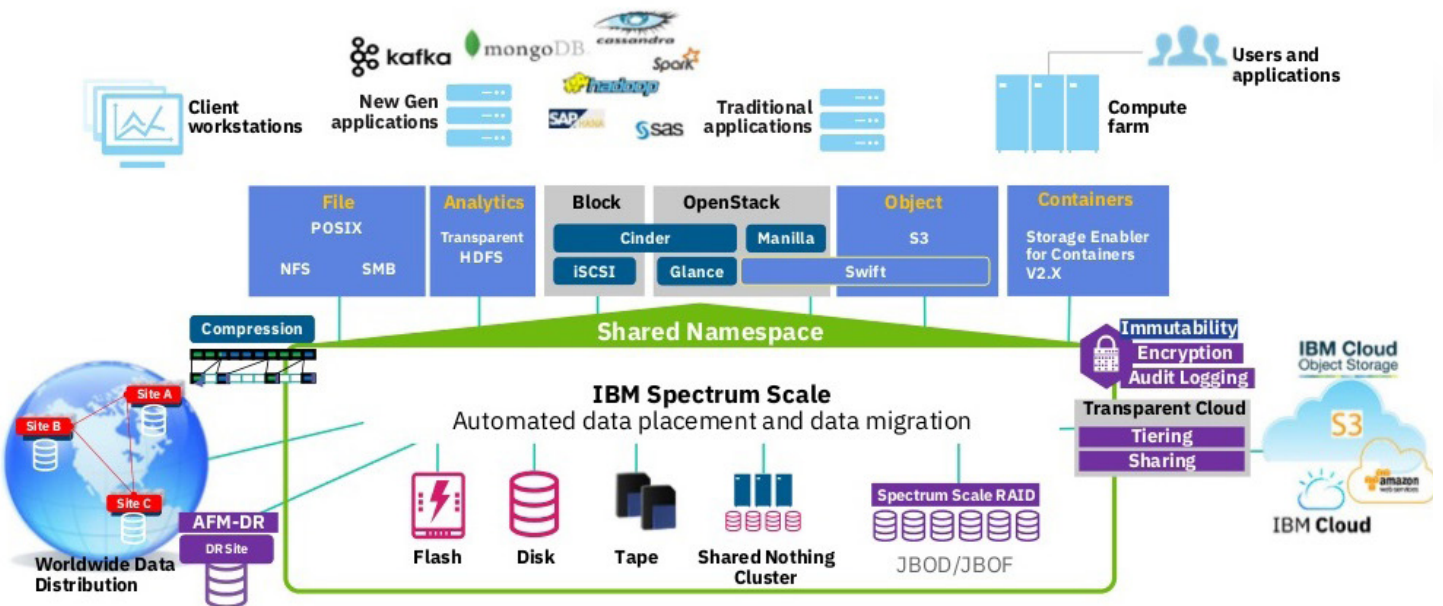 Client
workstations
kafka
New Gen
applications
mongoDB.
cassandra
Spark
hadoop
SAP HANA
sas
Traditional
applications
Compute
farm
Users and
applications
File
POSIX
NFS SMB
Analytics
Transparent
HDFS
Block
OpenStack
Cinder
Manilla
iSCSI
Glance
Swift
Object
S3
Containers
Storage Enabler
for Containers
V2.X
Compression
Shared Namespace
Immutability
Encryption
Audit Logging
IBM Cloud
Object Storage
IBM Spectrum Scale
Automated data placement and data migration
Transparent Cloud
Tiering
Sharing
S3
amazon
web services
IBM Cloud
Site A
Site B
Site C
Worldwide Data
Distribution
AFM-DR
DR Site
Flash
Disk
Tape
Shared Nothing
Cluster
Spectrum Scale RAID
JBOD/JBOF